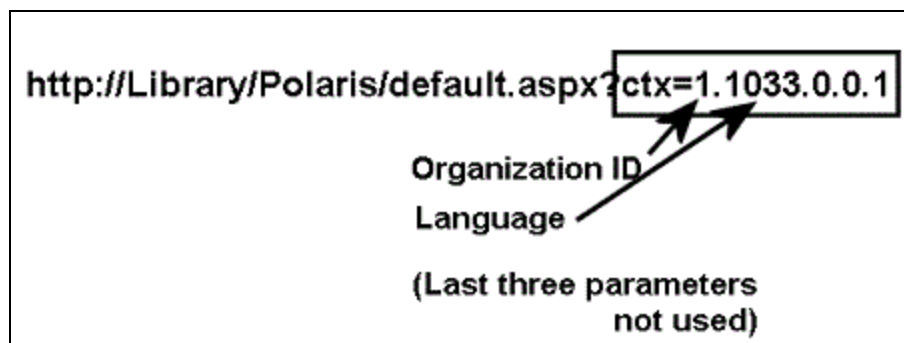 http://Library/Polaris/default.aspx?ctx=1.1033.0.0.1
Organization ID
Language
(Last three parameters
not used)